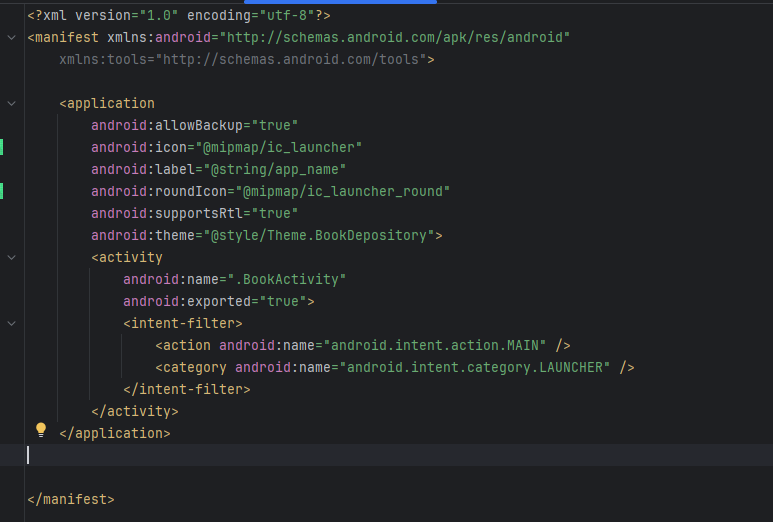 <?xml version="1.0" encoding="utf-8"?>
<manifest xmlns:android="http://schemas.android.com/apk/res/android"
    xmlns:tools="http://schemas.android.com/tools">

    <application
        android:allowBackup="true"
        android:icon="@mipmap/ic_launcher"
        android:label="@string/app_name"
        android:roundIcon="@mipmap/ic_launcher_round"
        android:supportsRtl="true"
        android:theme="@style/Theme.BookDepository">
        <activity
            android:name=".BookActivity"
            android:exported="true">
            <intent-filter>
                <action android:name="android.intent.action.MAIN" />
                <category android:name="android.intent.category.LAUNCHER" />
            </intent-filter>
        </activity>
    </application>

</manifest>